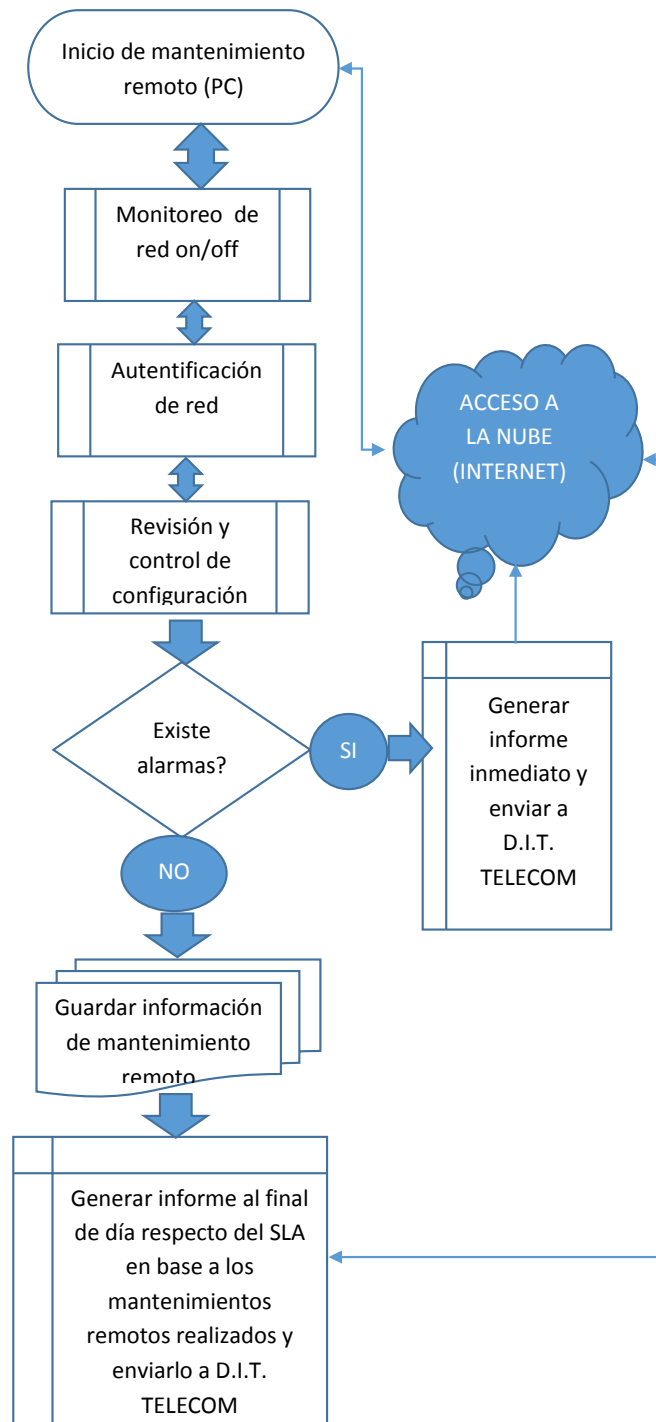 Inicio de mantenimiento
remoto (PC)
Monitoreo de
red on/off
Autentificación
de red
Revisión y
control de
configuración
Existe
alarmas?
SI
NO
Generar
informe
inmediato y
enviar a
D.I.T.
TELECOM
ACCESO A
LA NUBE
(INTERNET)
Guardar información
de mantenimiento
remoto
Generar informe al final
de día respecto del SLA
en base a los
mantenimientos
remotos realizados y
enviarlo a D.I.T.
TELECOM